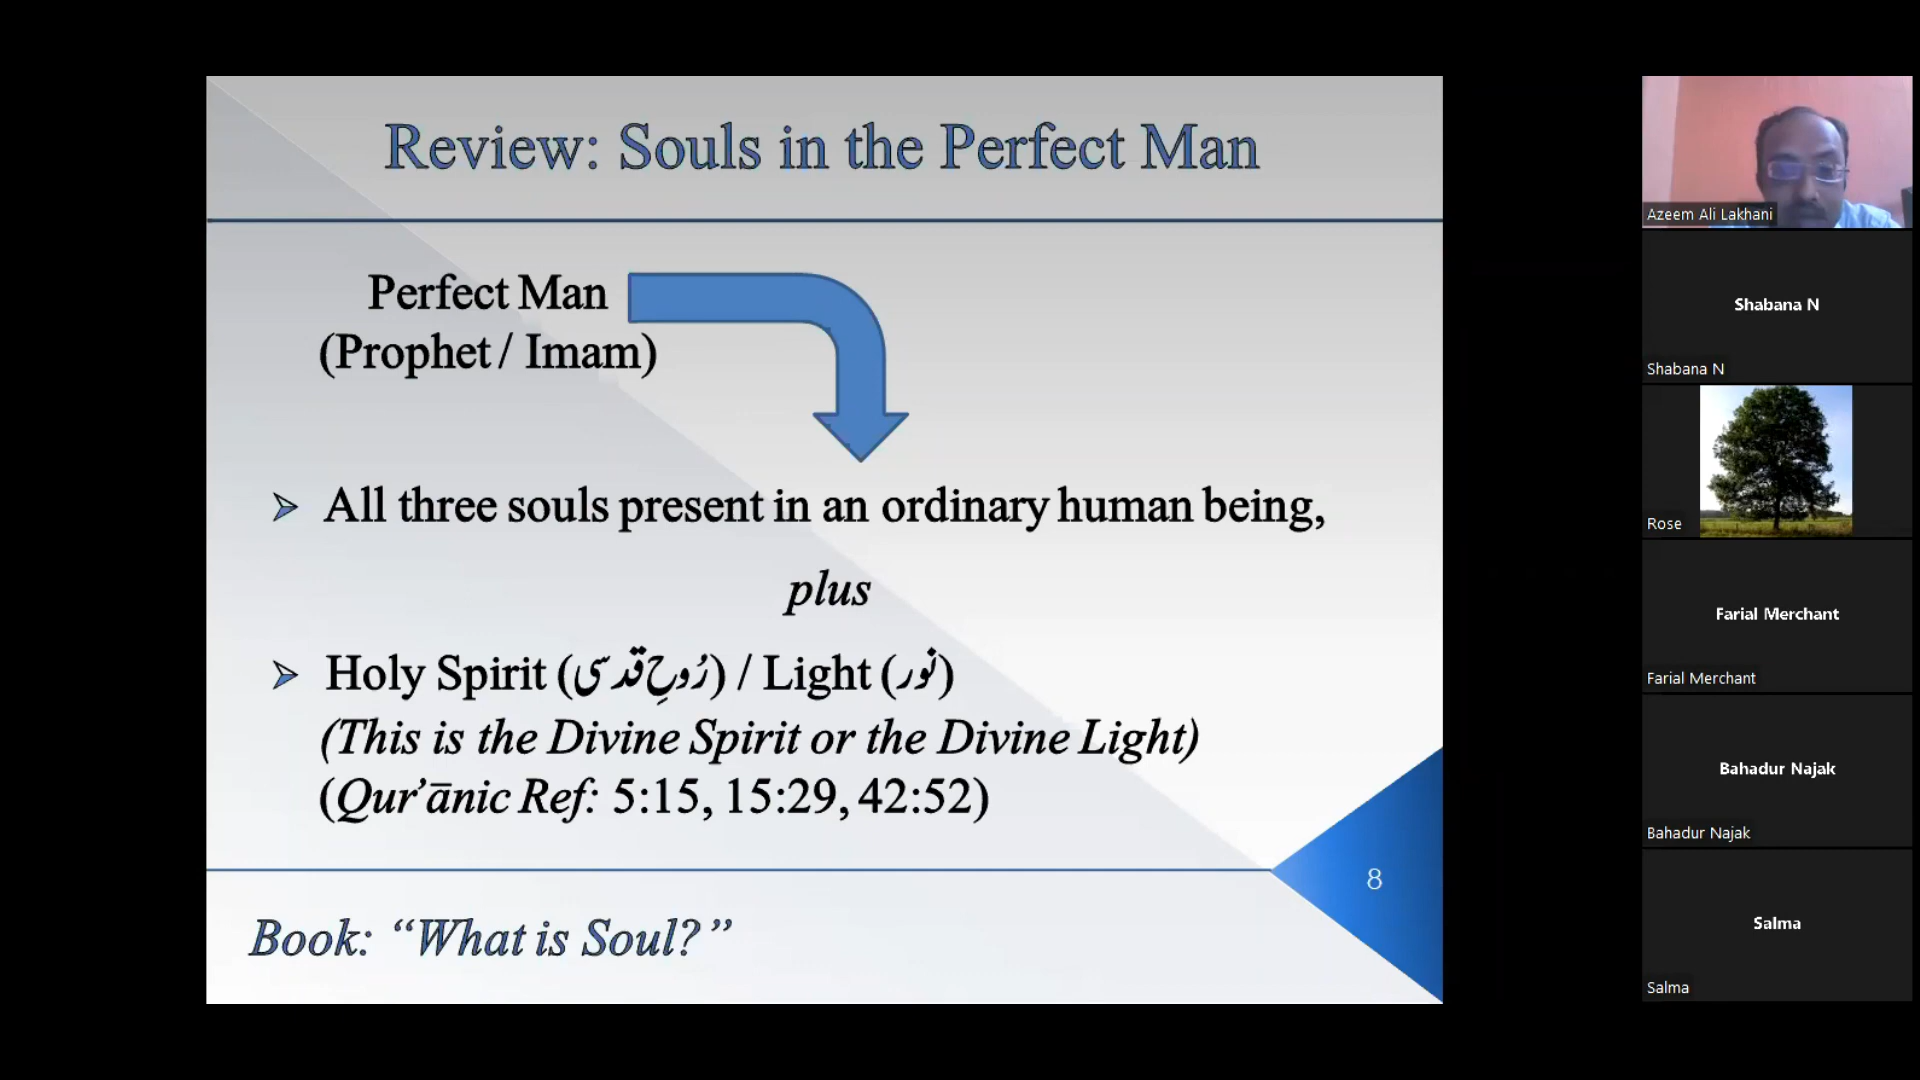 Review: Souls in the Perfect Man
Perfect Man
(Prophet / Imam)
All three souls present in an ordinary human being,
plus
Holy Spirit (رُوحِ قدسی) / Light (نور)
(This is the Divine Spirit or the Divine Light)
(Qur’ānic Ref: 5:15, 15:29, 42:52)
8
Book: “What is Soul?”
Azeem Ali Lakhani
Shabana N
Shabana N
Rose
Farial Merchant
Farial Merchant
Bahadur Najak
Bahadur Najak
Salma
Salma